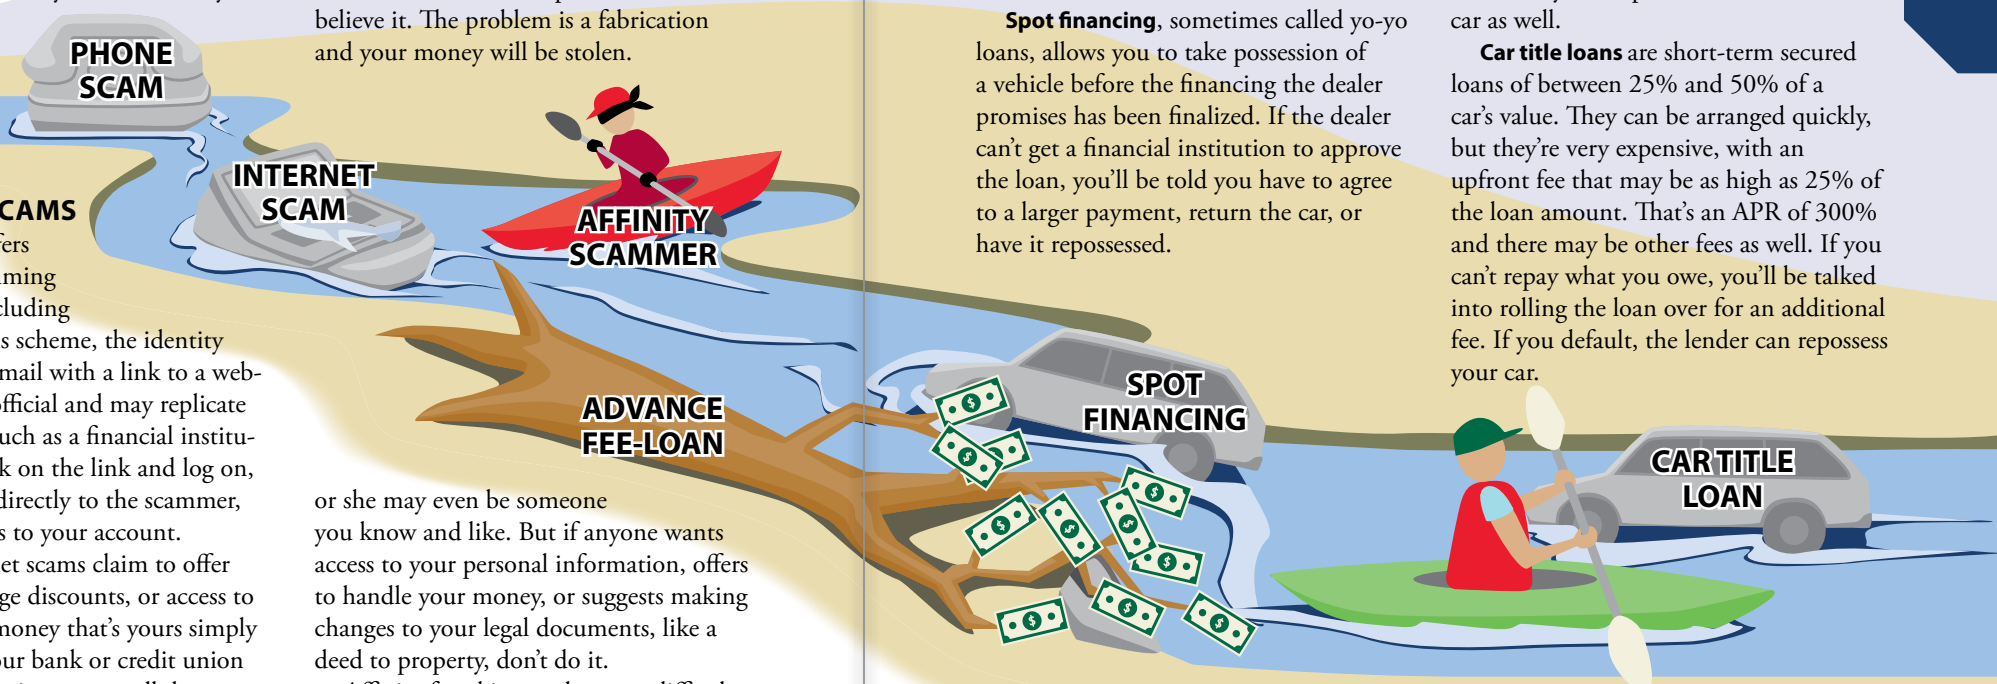 PHONE
SCAM
INTERNET
SCAM
AFFINITY
SCAMMER
ADVANCE
FEE-LOAN
SPOT
FINANCING
CAR TITLE
LOAN
s scheme, the identity
with a link to a web-
and may replicate
as a financial institu-
on the link and log on,
directly to the scammer,
s to your account.
scams claim to offer
discounts, or access to
money that's yours simply
bank or credit union
believe it. The problem is a fabrication
and your money will be stolen.
or she may even be someone
you know and like. But if anyone wants
access to your personal information, offers
to handle your money, or suggests making
changes to your legal documents, like a
deed to property, don't do it.
Spot financing, sometimes called yo-yo
loans, allows you to take possession of
a vehicle before the financing the dealer
promises has been finalized. If the dealer
can't get a financial institution to approve
the loan, you'll be told you have to agree
to a larger payment, return the car, or
have it repossessed.
car as well.
Car title loans are short-term secured
loans of between 25% and 50% of a
car's value. They can be arranged quickly,
but they're very expensive, with an
upfront fee that may be as high as 25% of
the loan amount. That's an APR of 300%
and there may be other fees as well. If you
can't repay what you owe, you'll be talked
into rolling the loan over for an additional
fee. If you default, the lender can repossess
your car.